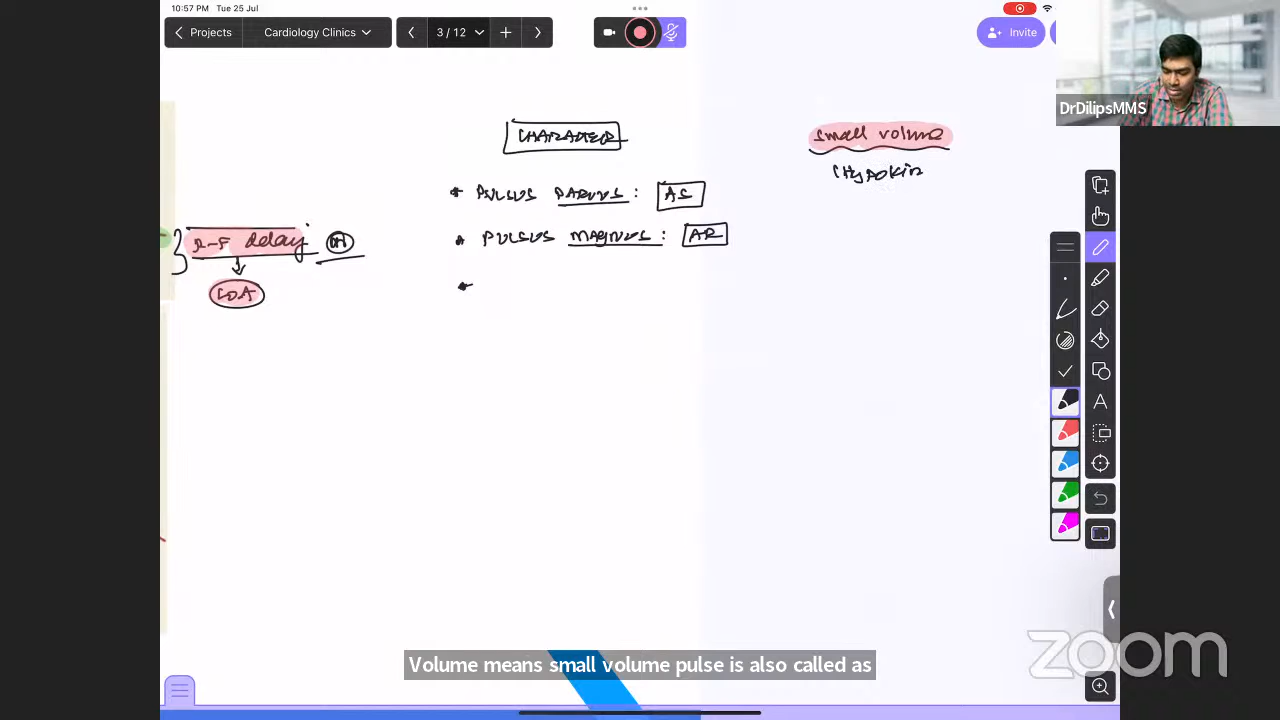 10:57 PM Tue 25 Jul
Projects
Cardiology Clinics
3 / 12
Invite
DrDilipsMMS
CHARACTER
small volume
(Hypokin
* PULSUS PARVUS : AS
* PULSUS MAGNUS : AR
*
R-F delay
COA
A
Volume means small volume pulse is also called as
zoom